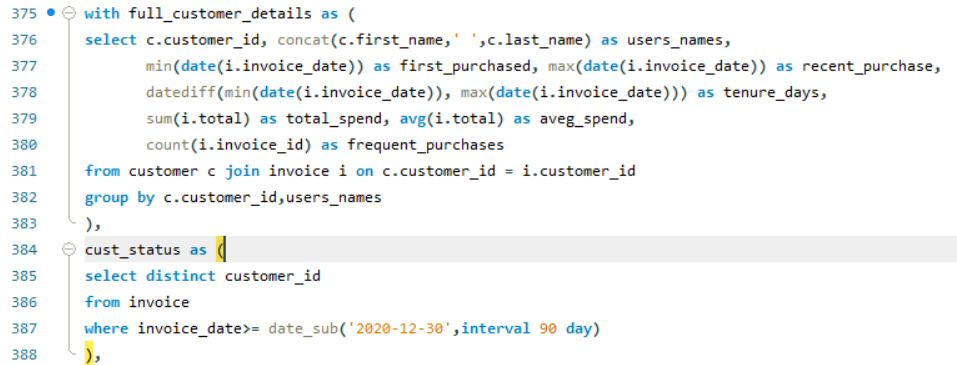 375 with full_customer_details as (
376 select c.customer_id, concat(c.first_name,' ',c.last_name) as users_names,
377 min(date(i.invoice_date)) as first_purchased, max(date(i.invoice_date)) as recent_purchase,
378 datediff(min(date(i.invoice_date)), max(date(i.invoice_date))) as tenure_days,
379 sum(i.total) as total_spend, avg(i.total) as aveg_spend,
380 count(i.invoice_id) as frequent_purchases
381 from customer c join invoice i on c.customer_id = i.customer_id
382 group by c.customer_id,users_names
383 ),
384 cust_status as (
385 select distinct customer_id
386 from invoice
387 where invoice_date>= date_sub('2020-12-30',interval 90 day)
388 ),